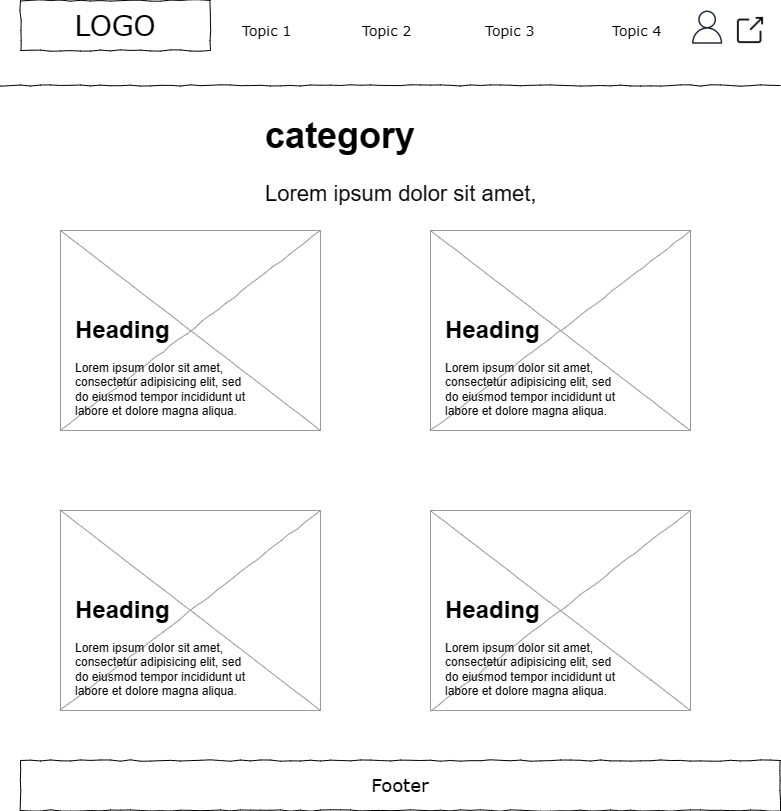 LOGO
Topic 1
Topic 2
Topic 3
Topic 4
category
Lorem ipsum dolor sit amet,
Heading
Lorem ipsum dolor sit amet,
consectetur adipisicing elit, sed
do eiusmod tempor incididunt ut
labore et dolore magna aliqua.
Heading
Lorem ipsum dolor sit amet,
consectetur adipisicing elit, sed
do eiusmod tempor incididunt ut
labore et dolore magna aliqua.
Heading
Lorem ipsum dolor sit amet,
consectetur adipisicing elit, sed
do eiusmod tempor incididunt ut
labore et dolore magna aliqua.
Heading
Lorem ipsum dolor sit amet,
consectetur adipisicing elit, sed
do eiusmod tempor incididunt ut
labore et dolore magna aliqua.
Footer